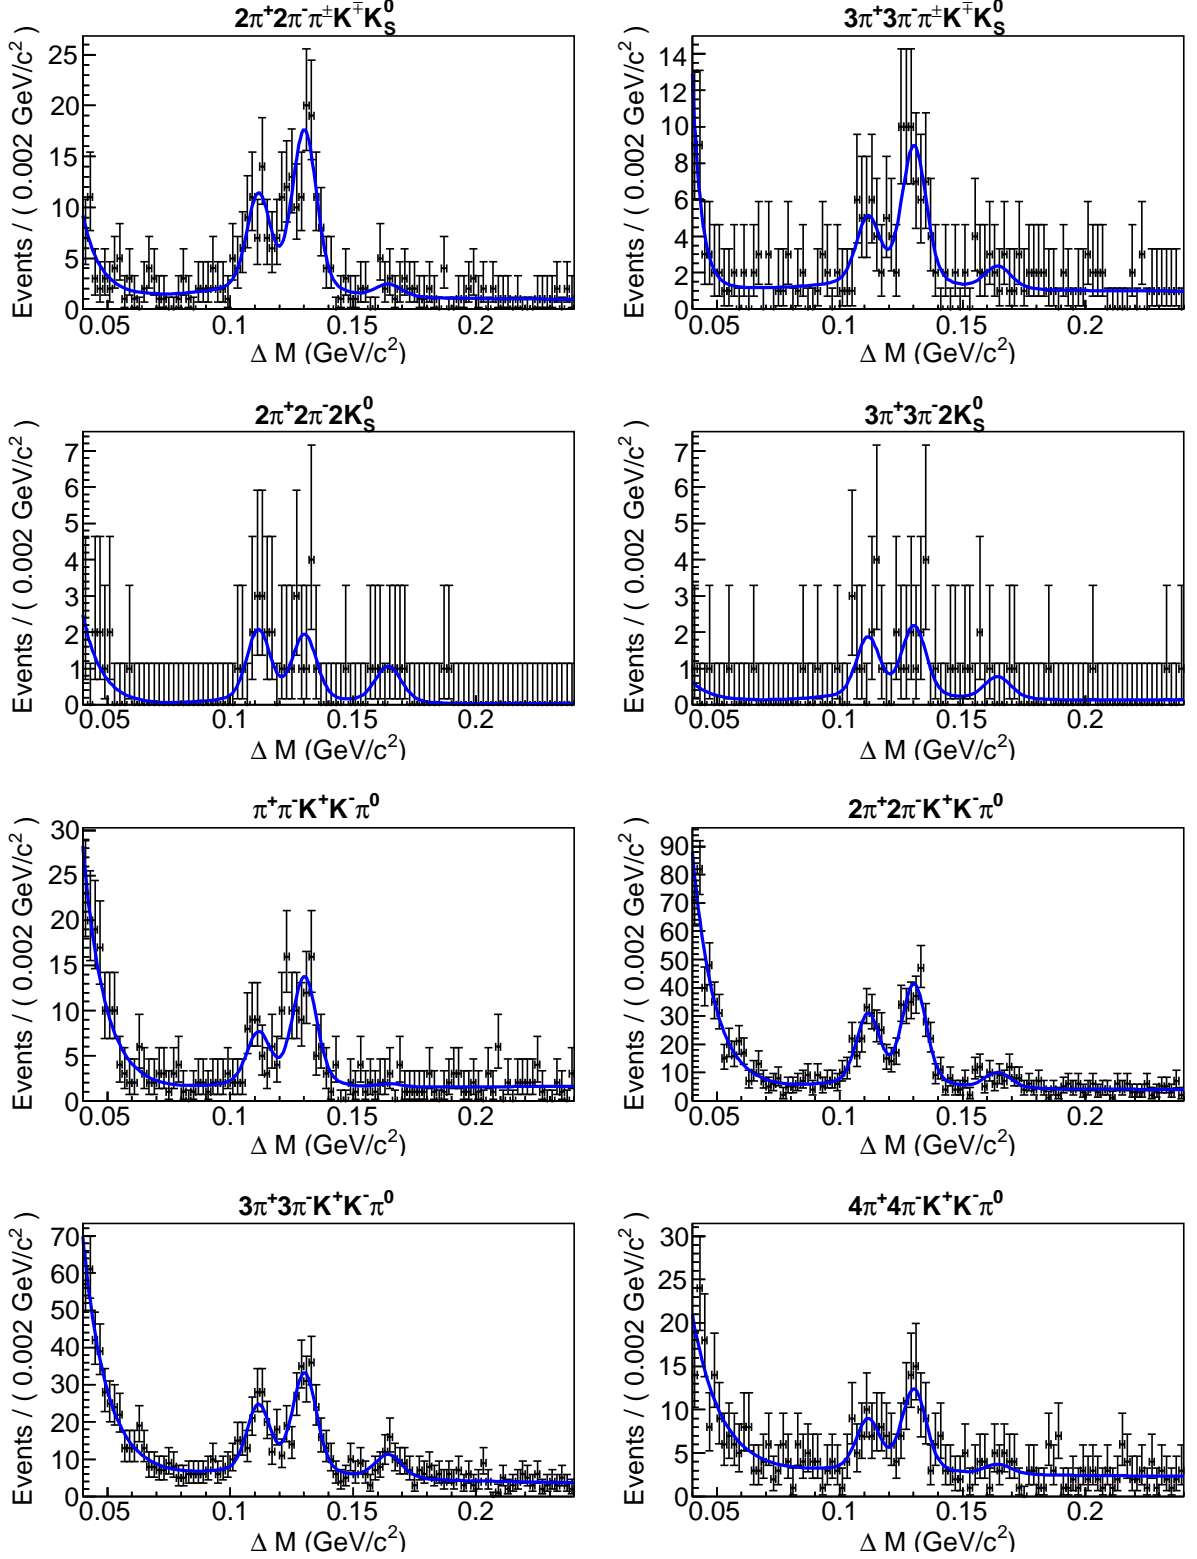 2π⁺2π⁻π±K∓K⁰S
Events / ( 0.002 GeV/c² )
25
20
15
10
5
0
0.05 0.1 0.15 0.2
Δ M (GeV/c²)
3π⁺3π⁻π±K∓K⁰S
Events / ( 0.002 GeV/c² )
14
12
10
8
6
4
2
0
0.05 0.1 0.15 0.2
Δ M (GeV/c²)
2π⁺2π⁻2K⁰S
Events / ( 0.002 GeV/c² )
7
6
5
4
3
2
1
0
0.05 0.1 0.15 0.2
Δ M (GeV/c²)
3π⁺3π⁻2K⁰S
Events / ( 0.002 GeV/c² )
7
6
5
4
3
2
1
0
0.05 0.1 0.15 0.2
Δ M (GeV/c²)
π⁺π⁻K⁺K⁻π⁰
Events / ( 0.002 GeV/c² )
30
25
20
15
10
5
0
0.05 0.1 0.15 0.2
Δ M (GeV/c²)
2π⁺2π⁻K⁺K⁻π⁰
Events / ( 0.002 GeV/c² )
90
80
70
60
50
40
30
20
10
0
0.05 0.1 0.15 0.2
Δ M (GeV/c²)
3π⁺3π⁻K⁺K⁻π⁰
Events / ( 0.002 GeV/c² )
70
60
50
40
30
20
10
0
0.05 0.1 0.15 0.2
Δ M (GeV/c²)
4π⁺4π⁻K⁺K⁻π⁰
Events / ( 0.002 GeV/c² )
30
25
20
15
10
5
0
0.05 0.1 0.15 0.2
Δ M (GeV/c²)